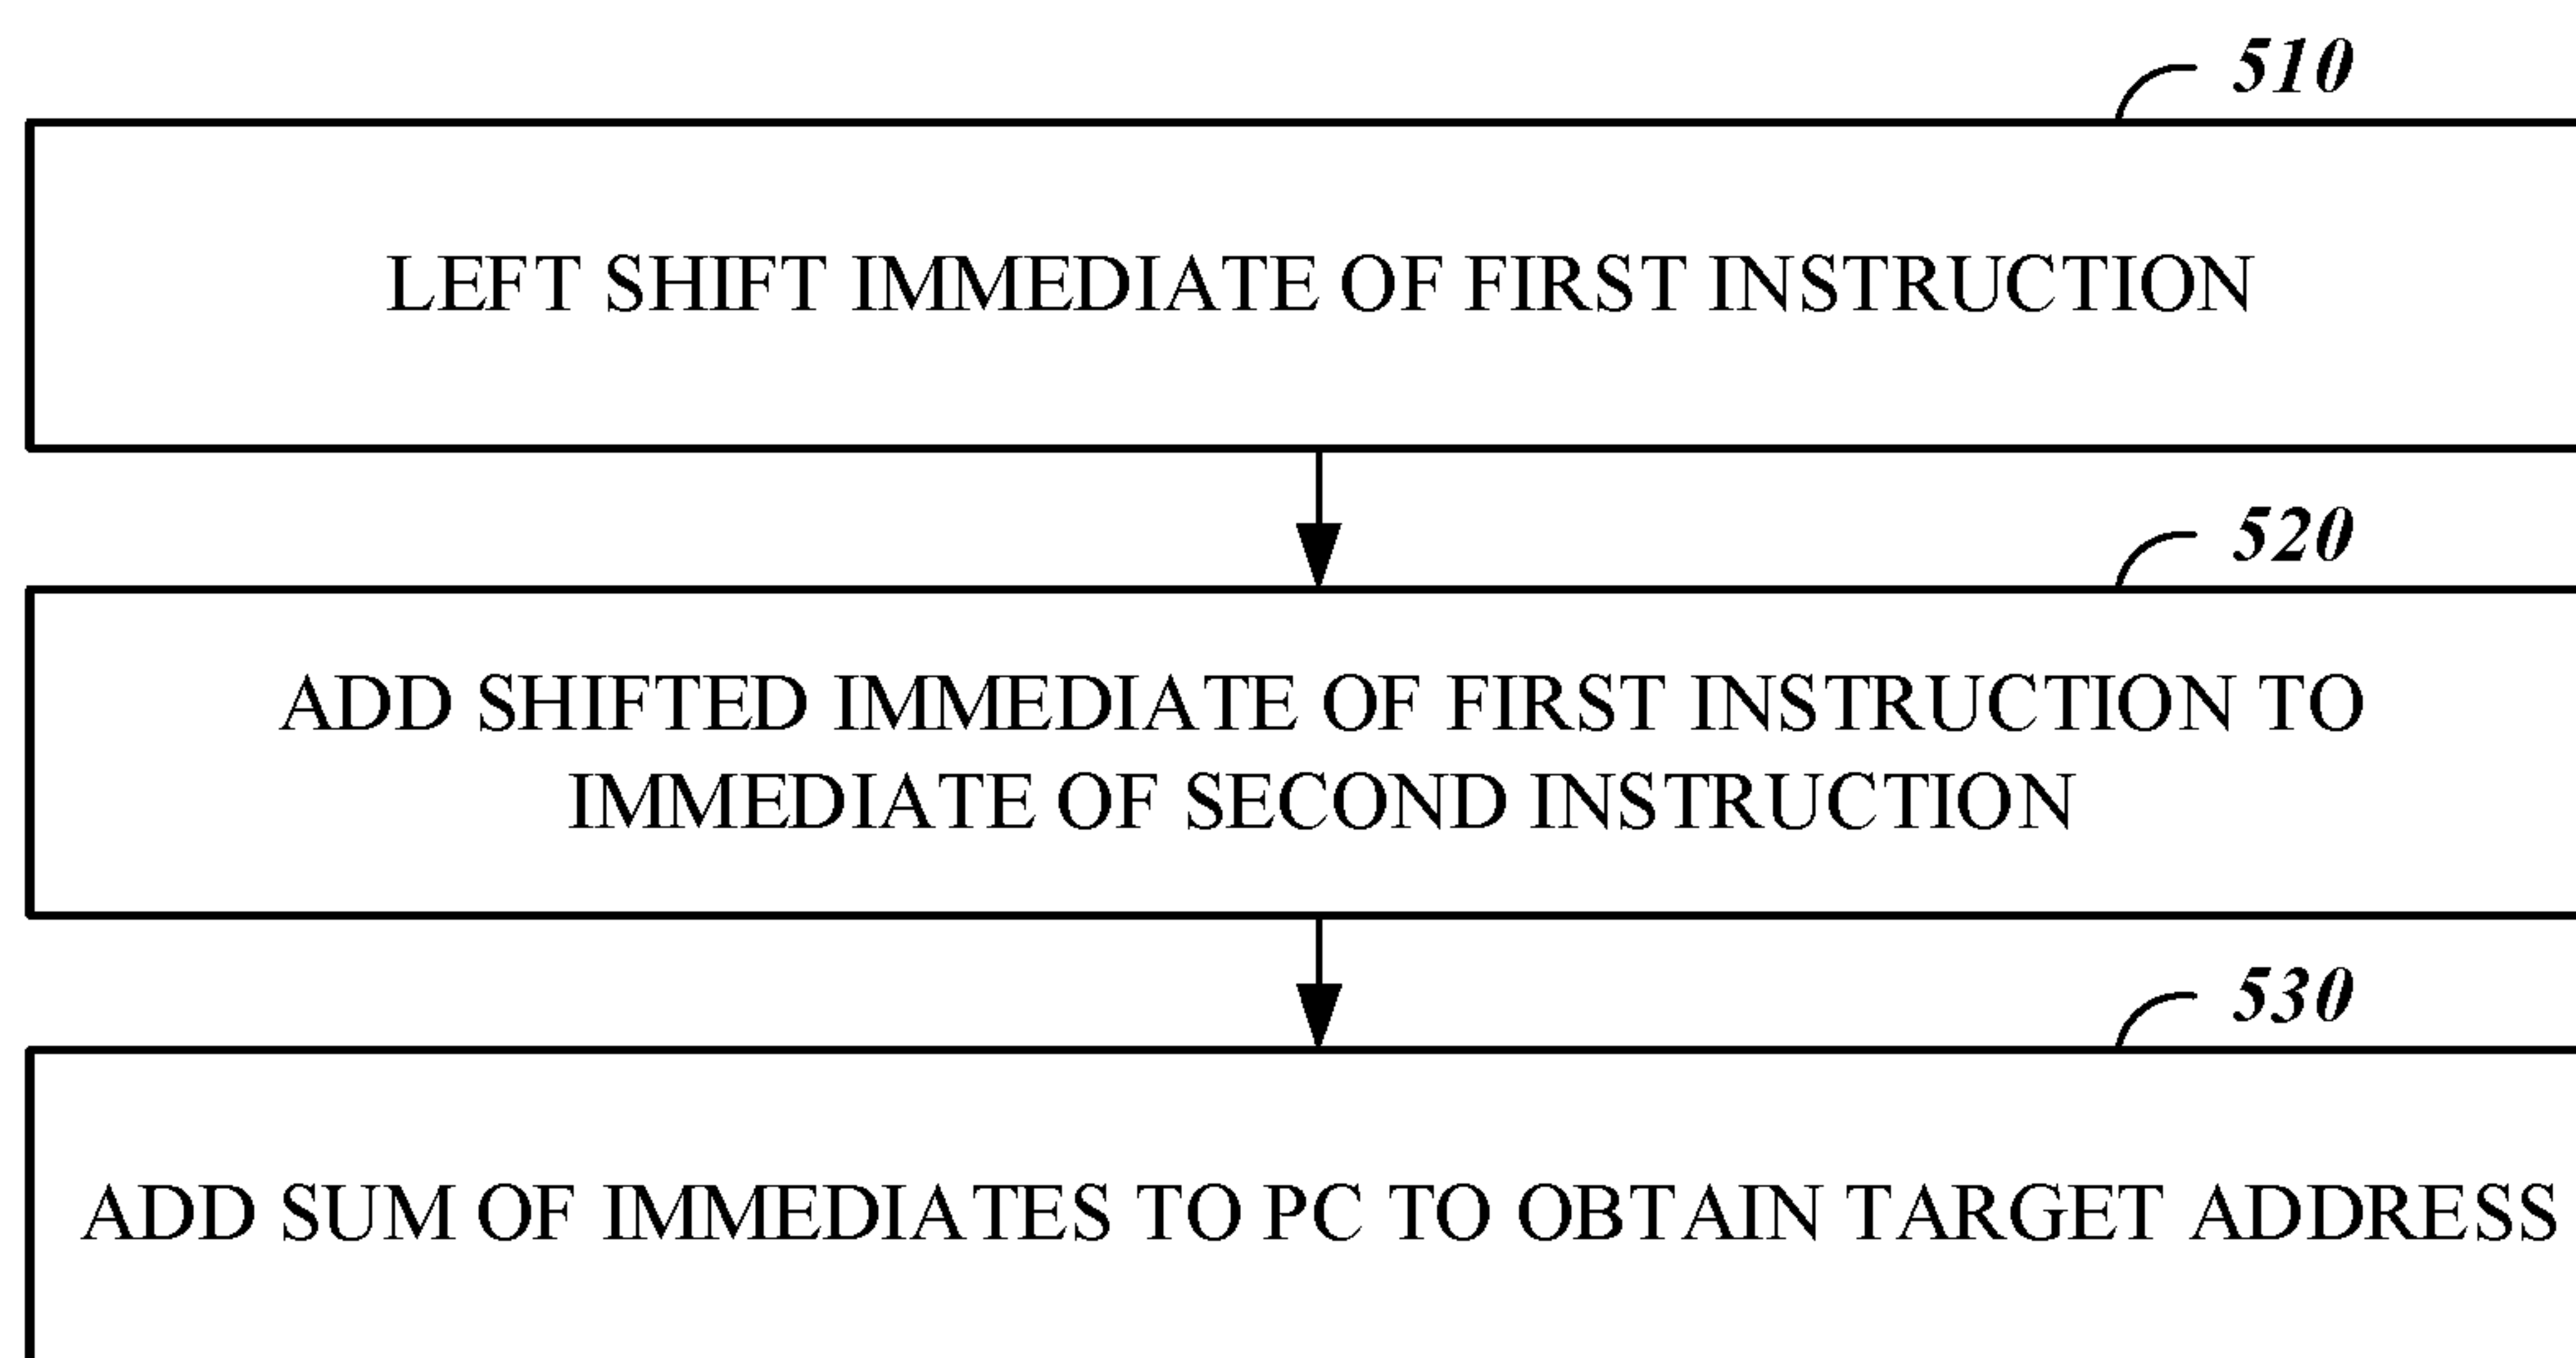 510
LEFT SHIFT IMMEDIATE OF FIRST INSTRUCTION
520
ADD SHIFTED IMMEDIATE OF FIRST INSTRUCTION TO
IMMEDIATE OF SECOND INSTRUCTION
530
ADD SUM OF IMMEDIATES TO PC TO OBTAIN TARGET ADDRESS